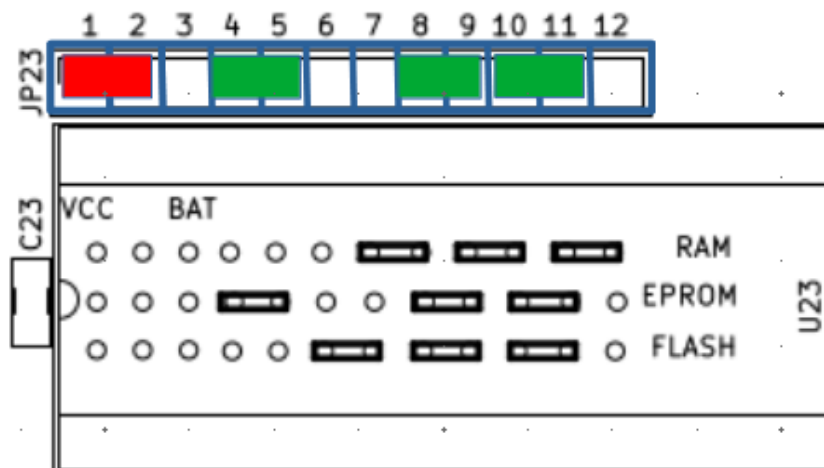 1 2 3 4 5 6 7 8 9 10 11 12
JP23
C23
VCC BAT
RAM
EPROM
FLASH
U23